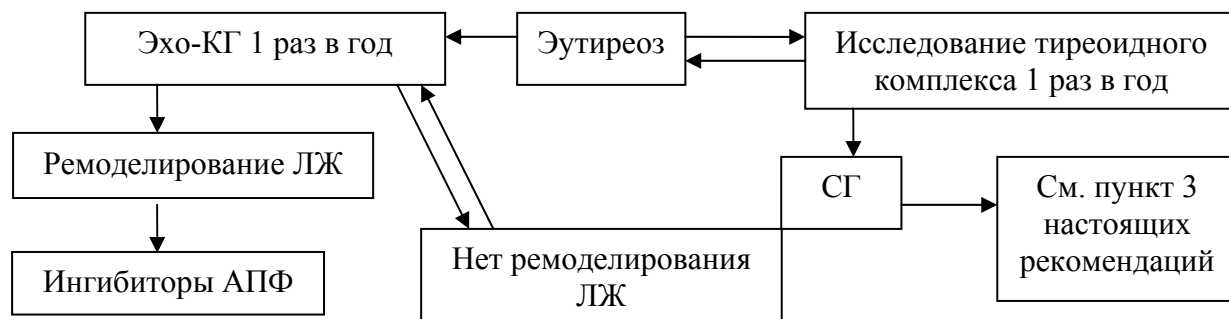 Эхо-КГ 1 раз в год
Эутиреоз
Исследование тиреоидного
комплекса 1 раз в год
Ремоделирование ЛЖ
СГ
См. пункт 3
настоящих
рекомендаций
Нет ремоделирования
ЛЖ
Ингибиторы АПФ